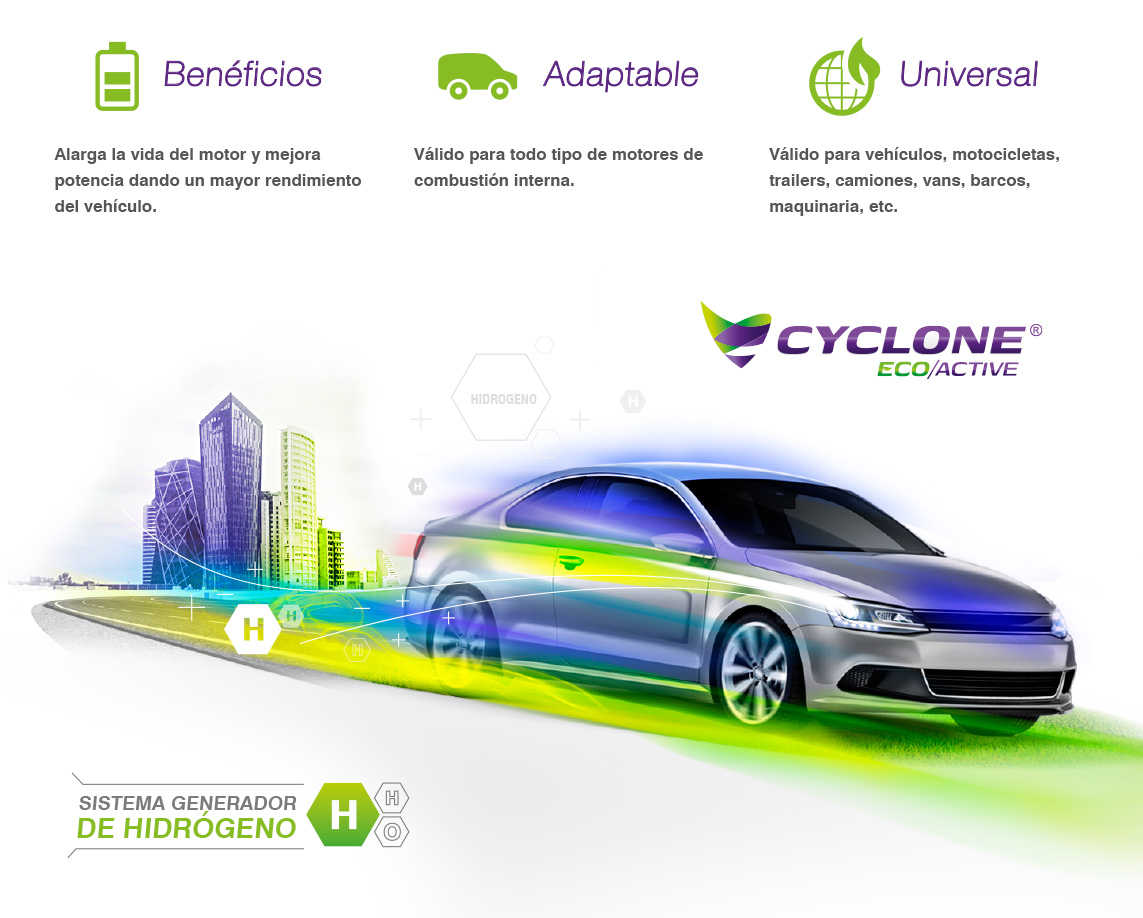 Benéficios
Adaptable
Universal
Alarga la vida del motor y mejora
potencia dando un mayor rendimiento
del vehículo.
Válido para todo tipo de motores de
combustión interna.
Válido para vehículos, motocicletas,
trailers, camiones, vans, barcos,
maquinaria, etc.
CYCLONE®
ECO/ACTIVE
HIDROGENO
H
H
H
H
H
SISTEMA GENERADOR
DE HIDRÓGENO
H
H
O